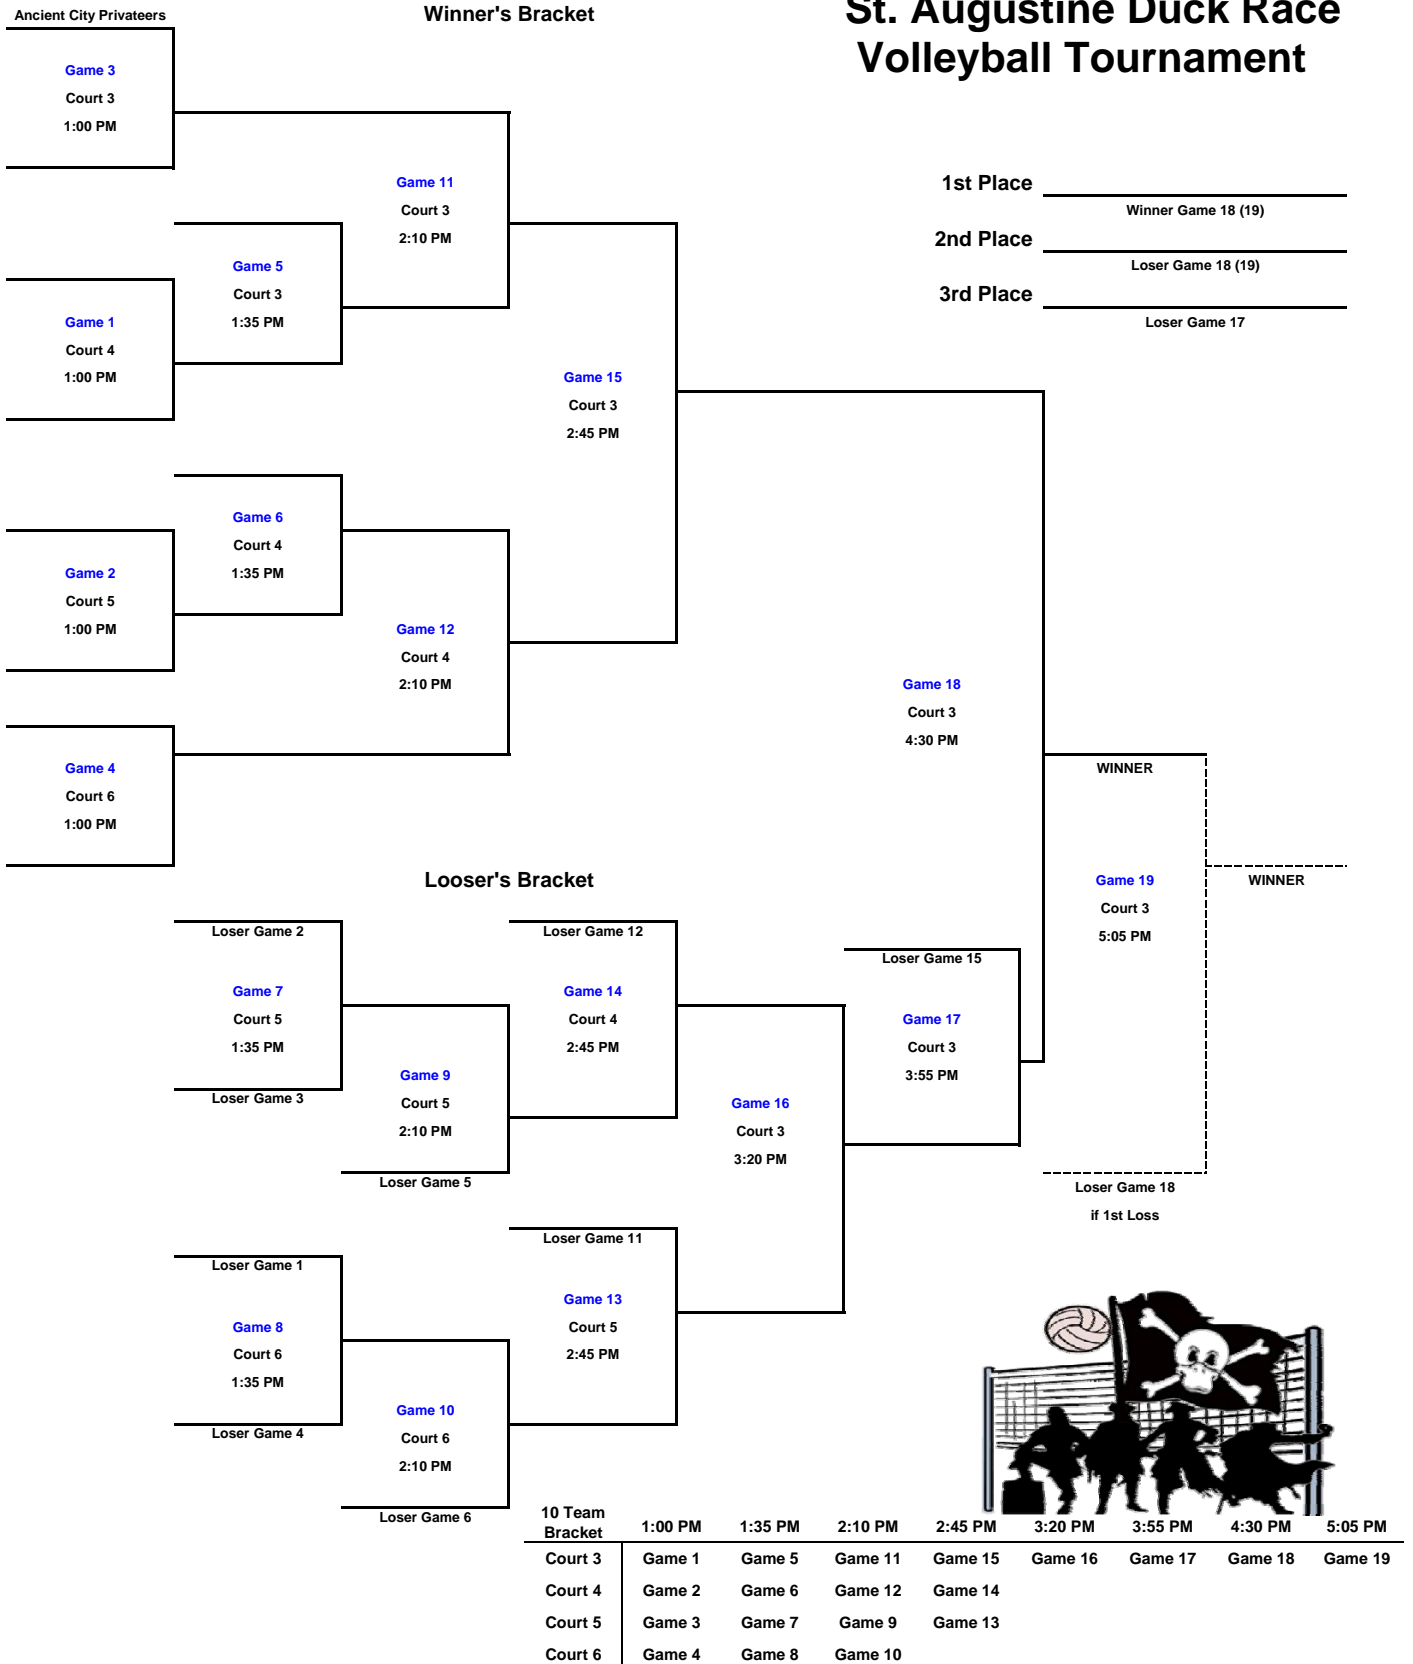 Ancient City Privateers
Winner's Bracket
St. Augustine Duck Race
Volleyball Tournament
Game 3
Court 3
1:00 PM
Game 11
Court 3
2:10 PM
1st Place
Winner Game 18 (19)
2nd Place
Loser Game 18 (19)
3rd Place
Loser Game 17
Game 5
Court 3
1:35 PM
Game 1
Court 4
1:00 PM
Game 15
Court 3
2:45 PM
Game 6
Court 4
1:35 PM
Game 2
Court 5
1:00 PM
Game 12
Court 4
2:10 PM
Game 18
Court 3
4:30 PM
Game 4
Court 6
1:00 PM
WINNER
Game 19
Court 3
5:05 PM
WINNER
Looser's Bracket
Loser Game 2
Game 7
Court 5
1:35 PM
Loser Game 3
Loser Game 12
Game 14
Court 4
2:45 PM
Loser Game 15
Game 17
Court 3
3:55 PM
Game 9
Court 5
2:10 PM
Loser Game 5
Game 16
Court 3
3:20 PM
Loser Game 18
if 1st Loss
Loser Game 11
Game 13
Court 5
2:45 PM
Loser Game 1
Game 8
Court 6
1:35 PM
Loser Game 4
Game 10
Court 6
2:10 PM
Loser Game 6
10 Team
Bracket 1:00 PM 1:35 PM 2:10 PM 2:45 PM 3:20 PM 3:55 PM 4:30 PM 5:05 PM
Court 3 Game 1 Game 5 Game 11 Game 15 Game 16 Game 17 Game 18 Game 19
Court 4 Game 2 Game 6 Game 12 Game 14
Court 5 Game 3 Game 7 Game 9 Game 13
Court 6 Game 4 Game 8 Game 10